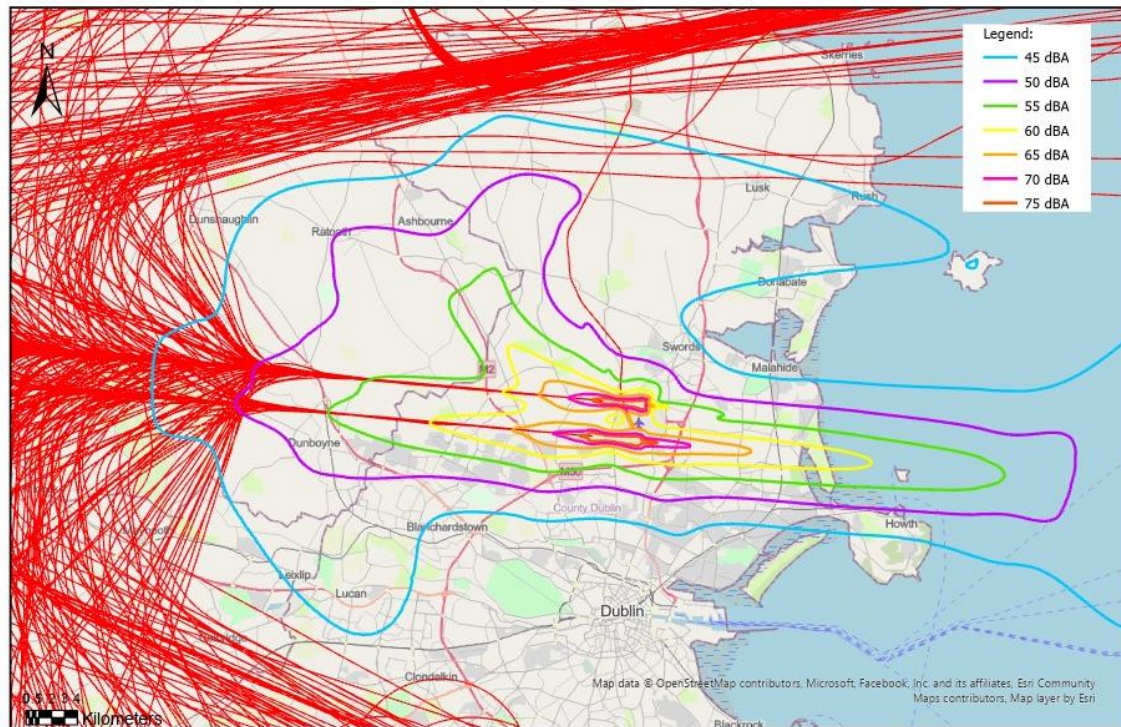 Legend:
45 dBA
50 dBA
55 dBA
60 dBA
65 dBA
70 dBA
75 dBA
N
Skerries
Lusk
Rush
Dunshaughlin
Ashbourne
Ratoath
Donabate
Swords
M2
Malahide
Dunboyne
M50
County Dublin
Blanchardstown
Howth
Leixlip
Lucan
Dublin
Clondalkin
Blackrock
Kilometers
Map data © OpenStreetMap contributors, Microsoft, Facebook, Inc. and its affiliates, Esri Community
Maps contributors, Map layer by Esri